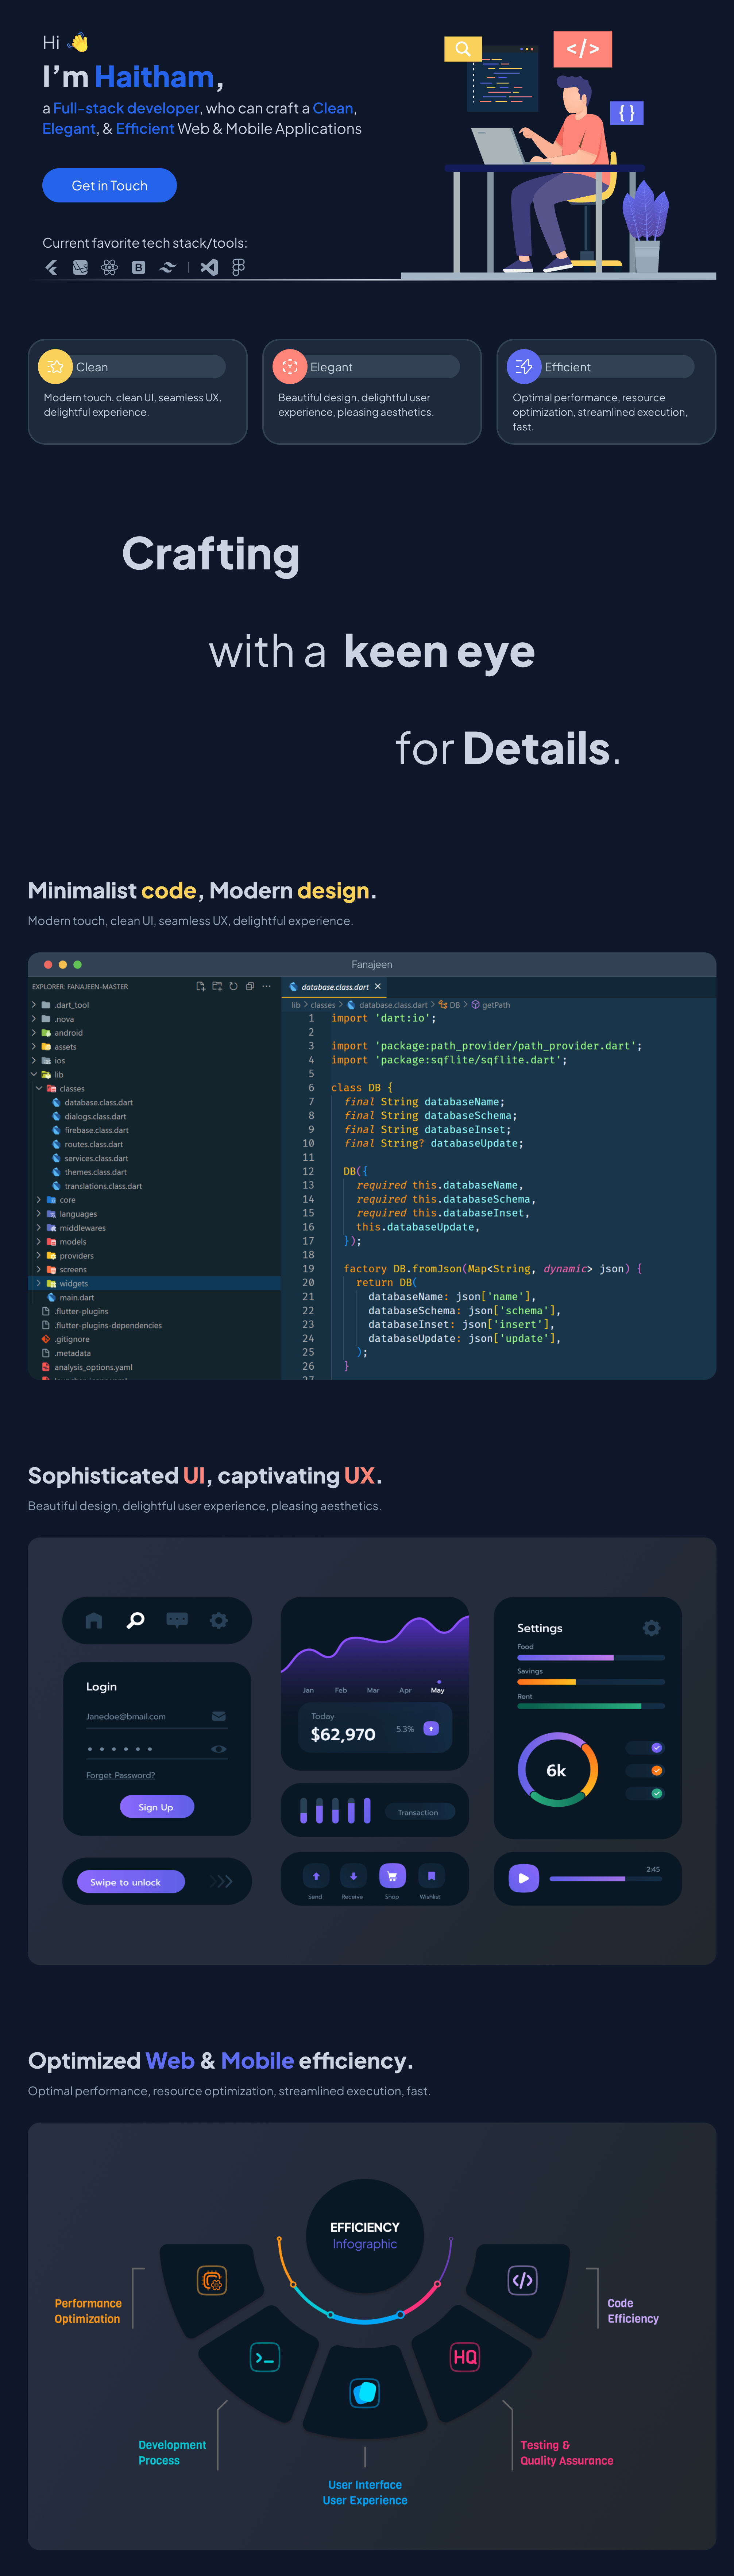 Hi
I’m Haitham,
a Full-stack developer, who can craft a Clean,
Elegant, & Efficient Web & Mobile Applications
</>
{ }
Get in Touch
Current favorite tech stack/tools:
B
Clean
Modern touch, clean UI, seamless UX,
delightful experience.
Elegant
Beautiful design, delightful user
experience, pleasing aesthetics.
Efficient
Optimal performance, resource
optimization, streamlined execution,
fast.
Crafting
with a keen eye
for Details.
Minimalist code, Modern design.
Modern touch, clean UI, seamless UX, delightful experience.
Fanajeen
EXPLORER: FANAJEEN-MASTER
.dart_tool
.nova
android
assets
ios
lib
classes
database.class.dart
dialogs.class.dart
firebase.class.dart
routes.class.dart
services.class.dart
themes.class.dart
translations.class.dart
core
languages
middlewares
models
providers
screens
widgets
main.dart
.flutter-plugins
.flutter-plugins-dependencies
.gitignore
.metadata
analysis_options.yaml
database.class.dart
lib > classes > database.class.dart > DB > getPath
1 import 'dart:io';
2
3 import 'package:path_provider/path_provider.dart';
4 import 'package:sqflite/sqflite.dart';
5
6 class DB {
7 final String databaseName;
8 final String databaseSchema;
9 final String databaseInset;
10 final String? databaseUpdate;
11
12 DB({
13 required this.databaseName,
14 required this.databaseSchema,
15 required this.databaseInset,
16 this.databaseUpdate,
17 });
18
19 factory DB.fromJson(Map<String, dynamic> json) {
20 return DB(
21 databaseName: json['name'],
22 databaseSchema: json['schema'],
23 databaseInset: json['insert'],
24 databaseUpdate: json['update'],
25 );
26 }
27
Sophisticated UI, captivating UX.
Beautiful design, delightful user experience, pleasing aesthetics.
Login
Janedoe@bmail.com
Forget Password?
Sign Up
Swipe to unlock
Jan Feb Mar Apr May
Today
$62,970 5.3%
Transaction
Send Receive Shop Wishlist
Settings
Food
Savings
Rent
6k
2:45
Optimized Web & Mobile efficiency.
Optimal performance, resource optimization, streamlined execution, fast.
EFFICIENCY
Infographic
Performance
Optimization
</>
Code
Efficiency
>_
HQ
Development
Process
Testing &
Quality Assurance
User Interface
User Experience